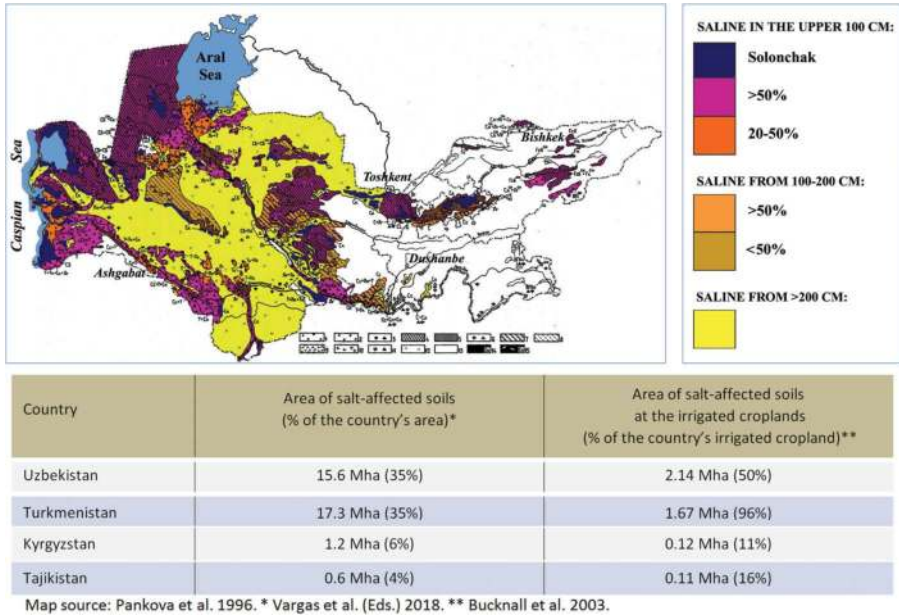 Aral
Sea
Caspian Sea
Ashgabat
Toshkent
Dushanbe
Bishkek
SALINE IN THE UPPER 100 CM:
Solonchak
>50%
20-50%
SALINE FROM 100-200 CM:
>50%
<50%
SALINE FROM >200 CM:
Country
Area of salt-affected soils
(% of the country’s area)*
Area of salt-affected soils
at the irrigated croplands
(% of the country’s irrigated cropland)**
Uzbekistan 15.6 Mha (35%) 2.14 Mha (50%)
Turkmenistan 17.3 Mha (35%) 1.67 Mha (96%)
Kyrgyzstan 1.2 Mha (6%) 0.12 Mha (11%)
Tajikistan 0.6 Mha (4%) 0.11 Mha (16%)
Map source: Pankova et al. 1996. * Vargas et al. (Eds.) 2018. ** Bucknall et al. 2003.